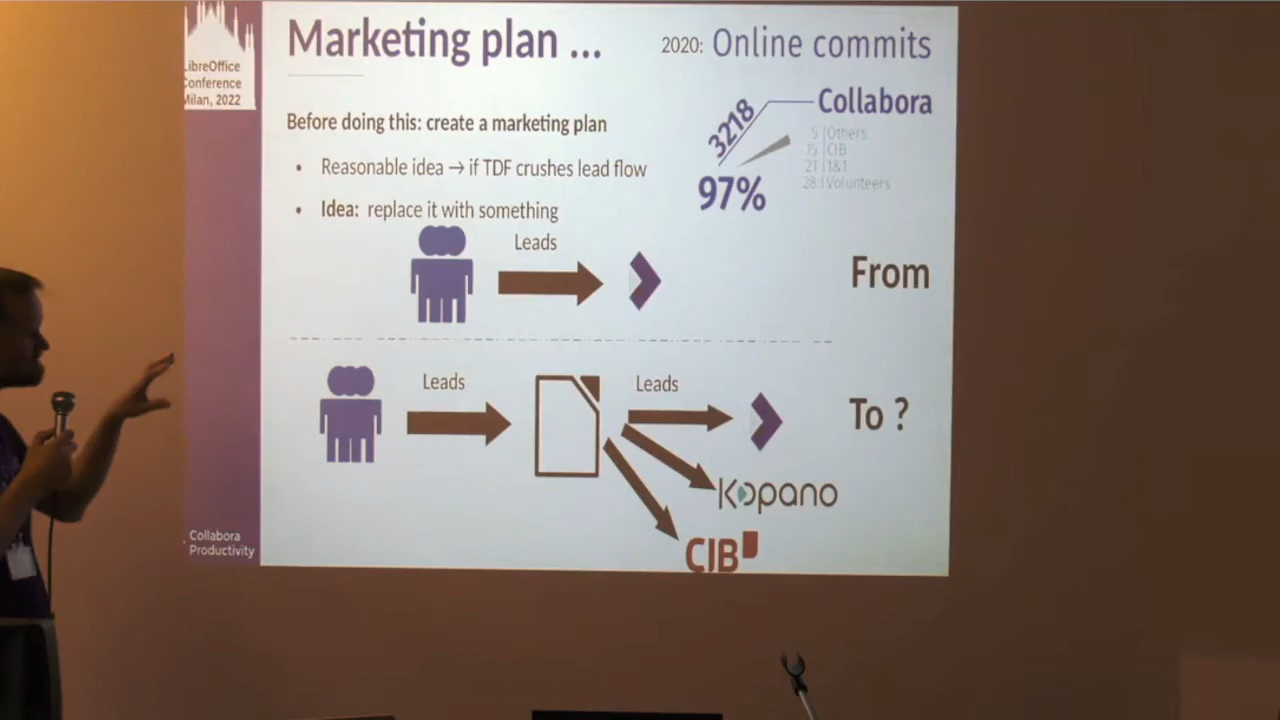 LibreOffice
Conference
Milan, 2022
Marketing plan ...
2020: Online commits
Before doing this: create a marketing plan
• Reasonable idea → if TDF crushes lead flow
• Idea: replace it with something
3218
Collabora
5 | Others
15 | CIB
21 | 1&1
28 | Volunteers
97%
Leads
From
Leads
Leads
To ?
Kopano
CIB
Collabora
Productivity